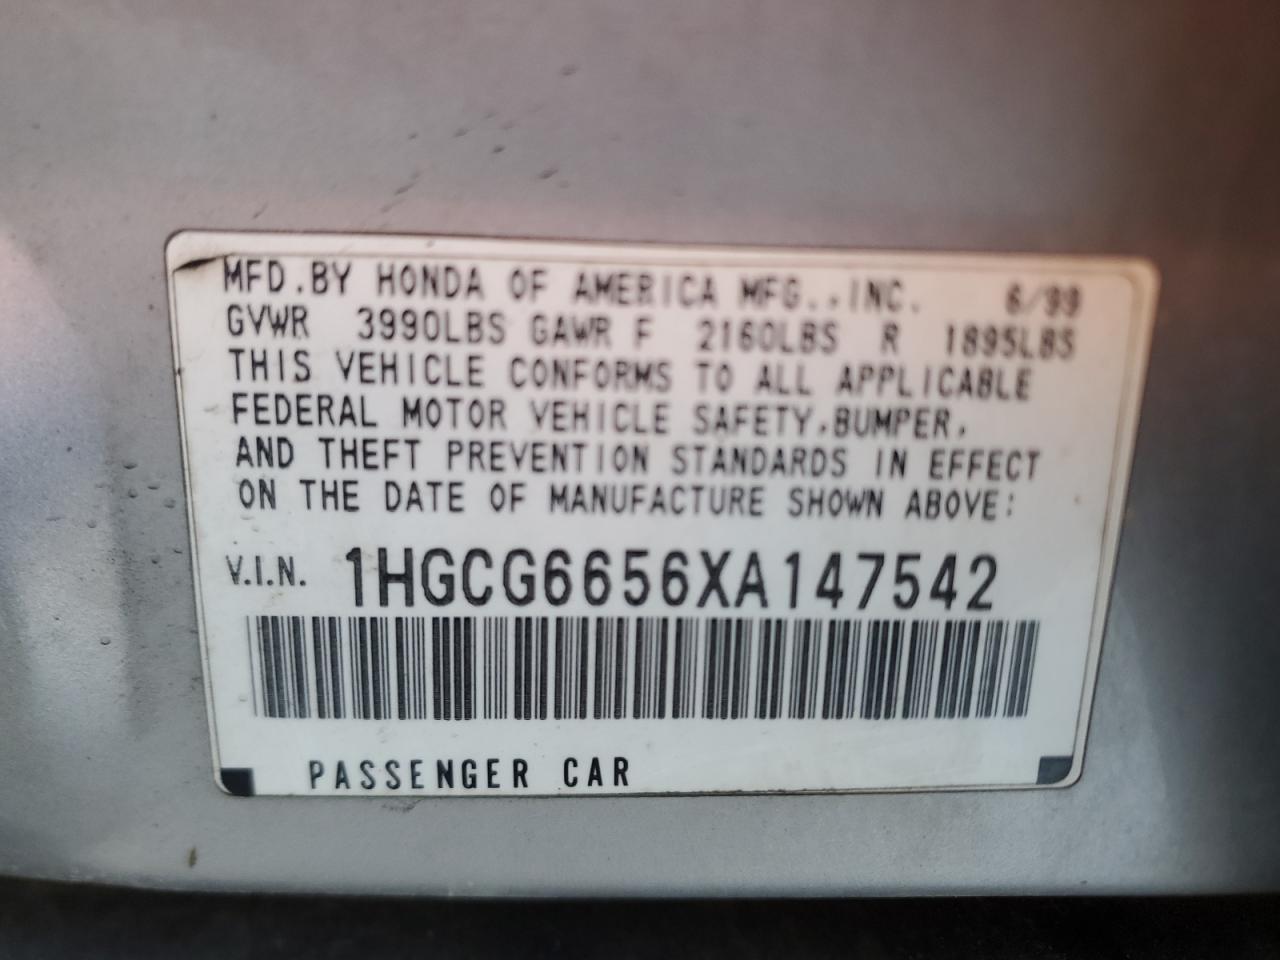 MFD.BY HONDA OF AMERICA MFG.,INC. 6/99
GVWR 3990LBS GAWR F 2160LBS R 1895LBS
THIS VEHICLE CONFORMS TO ALL APPLICABLE
FEDERAL MOTOR VEHICLE SAFETY,BUMPER,
AND THEFT PREVENTION STANDARDS IN EFFECT
ON THE DATE OF MANUFACTURE SHOWN ABOVE:
V.I.N. 1HGCG6656XA147542
PASSENGER CAR